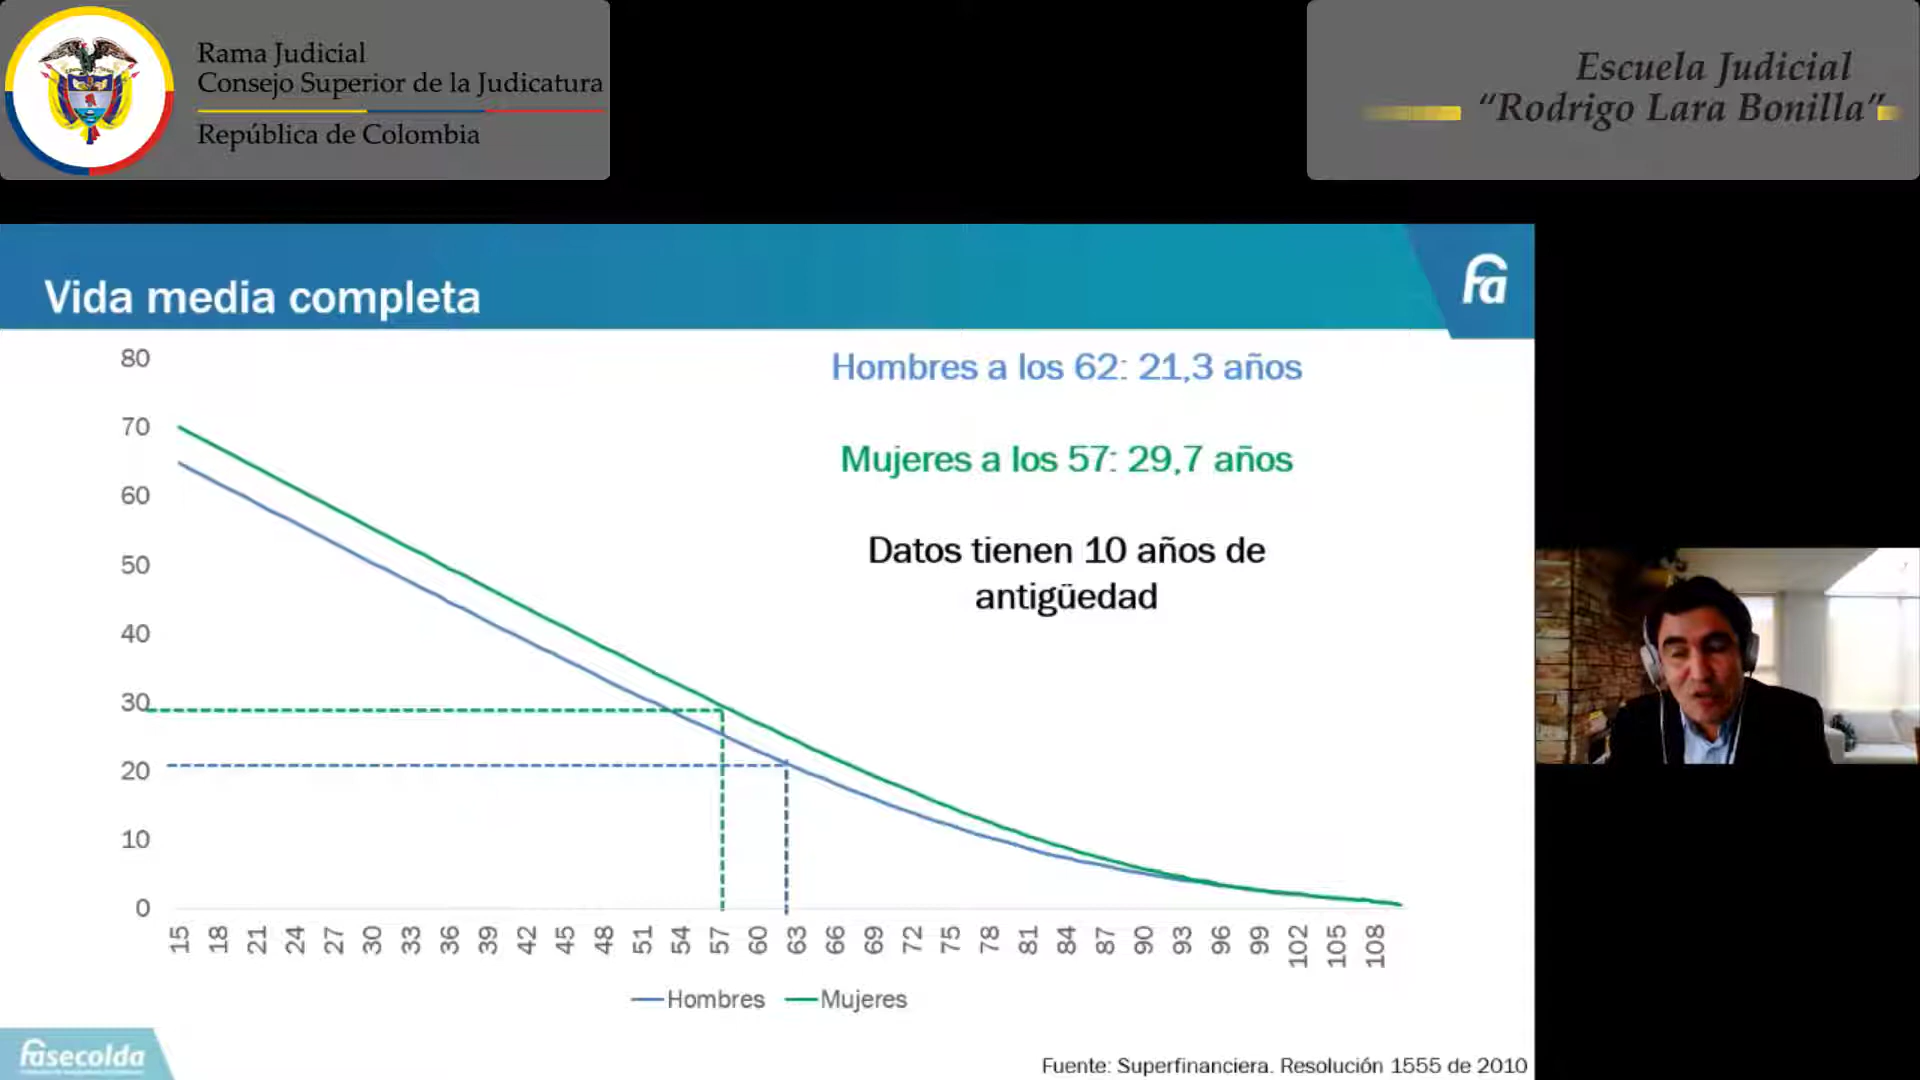 Rama Judicial
Consejo Superior de la Judicatura
República de Colombia
Escuela Judicial
“Rodrigo Lara Bonilla”
Vida media completa
fa
Hombres a los 62: 21,3 años
Mujeres a los 57: 29,7 años
Datos tienen 10 años de
antigüedad
80
70
60
50
40
30
20
10
0
15 18 21 24 27 30 33 36 39 42 45 48 51 54 57 60 63 66 69 72 75 78 81 84 87 90 93 96 99 102 105 108
Hombres Mujeres
fasecolda
Fuente: Superfinanciera. Resolución 1555 de 2010